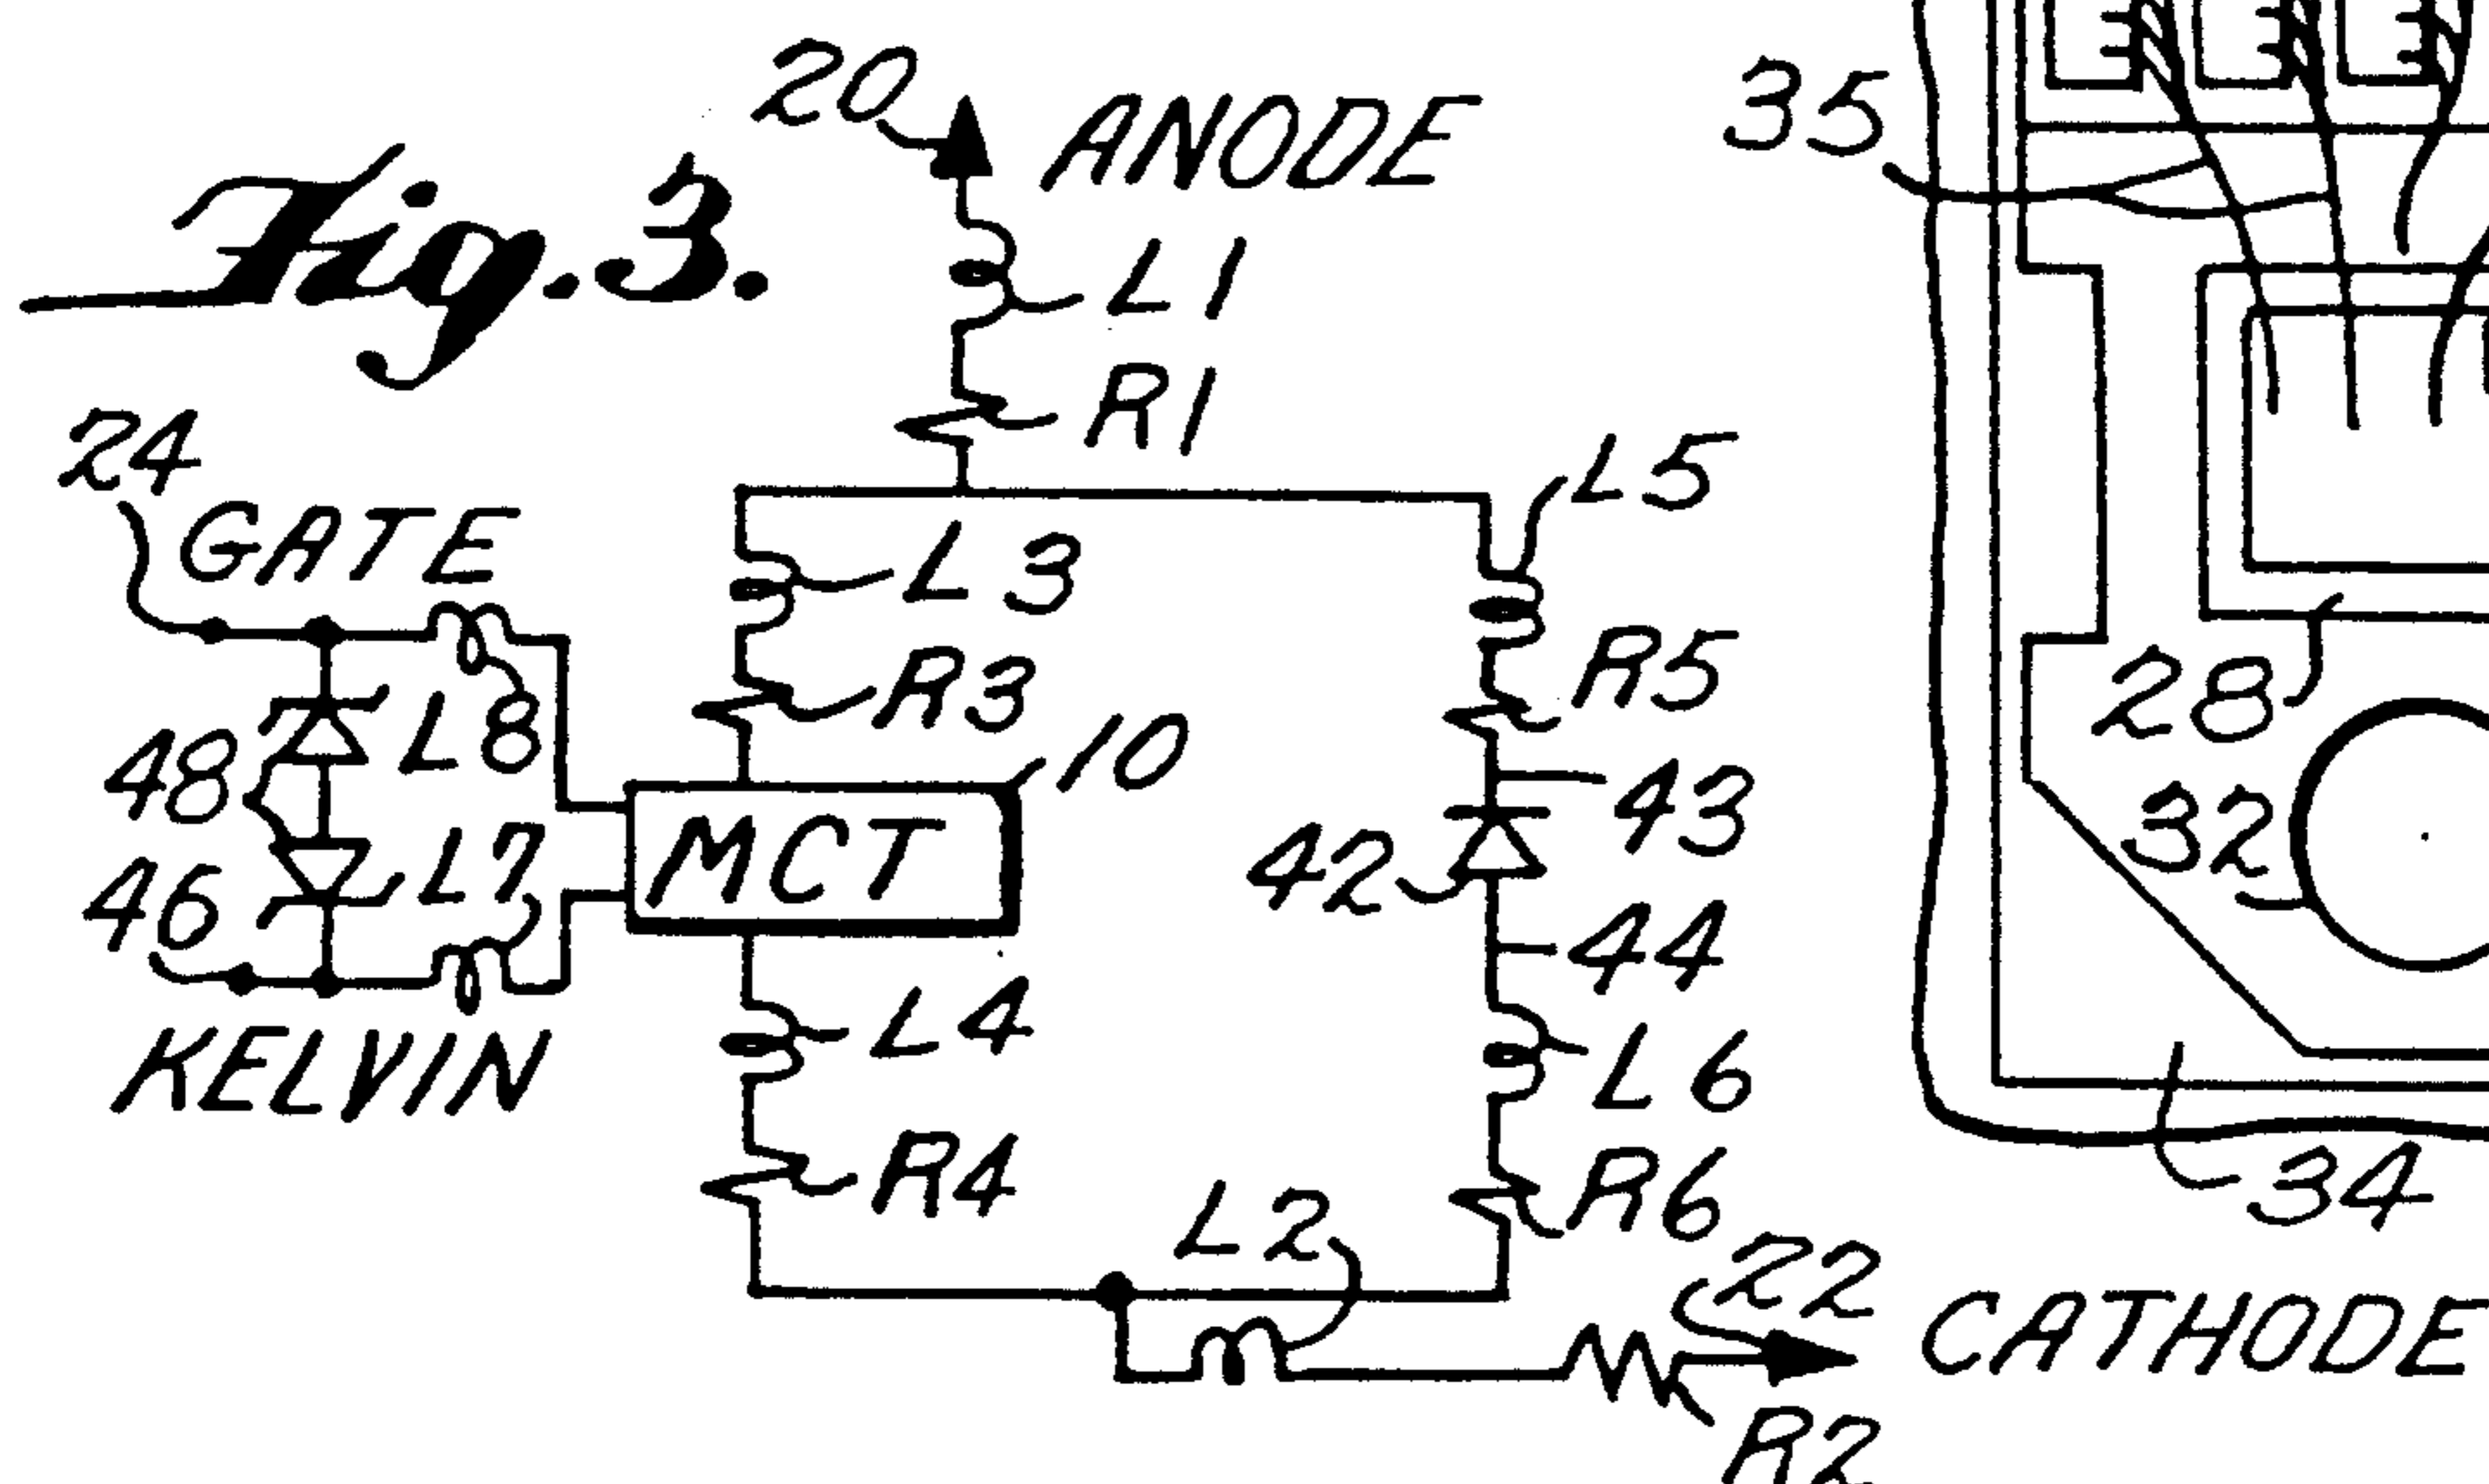 Fig.3.
20
ANODE
L1
R1
35
24
GATE
L3
L5
R3
R5
10
L8
48
MCT
43
42
L7
46
44
KELVIN
L4
L6
R4
R6
L2
22
CATHODE
R2
28
32
34